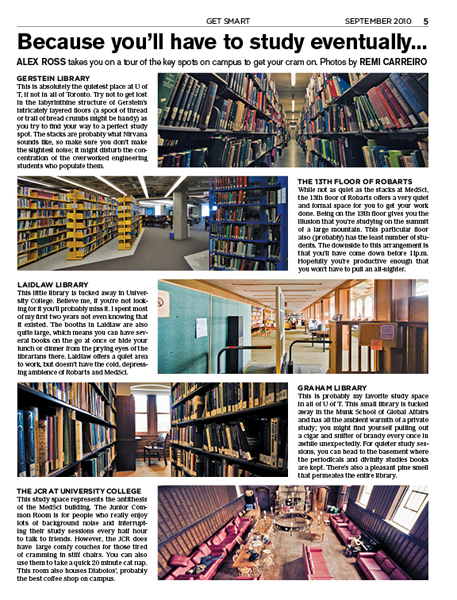 GET SMART
SEPTEMBER 2010 5
Because you'll have to study eventually...
ALEX ROSS takes you on a tour of the key spots on campus to get your cram on. Photos by REMI CARREIRO
GERSTEIN LIBRARY
This is absolutely the quietest place at U of
T, if not in all of Toronto. Try not to get lost
in the labyrinthine structure of Gerstein's
intricately layered floors (a spool of thread
or trail of bread crumbs might be handy) as
you try to find your way to a perfect study
spot. The stacks are probably what Nirvana
sounds like, so make sure you don't make
the slightest noise; it might disturb the con-
centration of the overworked engineering
students who populate them.
THE 13TH FLOOR OF ROBARTS
While not as quiet as the stacks at MedSci,
the 13th floor of Robarts offers a very quiet
and formal space for you to get your work
done. Being on the 13th floor gives you the
illusion that you're studying on the summit
of a large mountain. This particular floor
also (probably) has the least number of stu-
dents. The downside to this arrangement is
that you'll have come down before 11p.m.
Hopefully you're productive enough that
you won't have to pull an all-nighter.
LAIDLAW LIBRARY
This little library is tucked away in Univer-
sity College. Believe me, if you're not look-
ing for it you'll probably miss it. I spent most
of my first two years not even knowing that
it existed. The booths in Laidlaw are also
quite large, which means you can have sev-
eral books on the go at once or hide your
lunch or dinner from the prying eyes of the
librarians there. Laidlaw offers a quiet area
to work, but doesn't have the cold, depress-
ing ambience of Robarts and MedSci.
GRAHAM LIBRARY
This is probably my favorite study space
in all of U of T. This small library is tucked
away in the Munk School of Global Affairs
and has all the ambient warmth of a private
study; you might find yourself pulling out
a cigar and snifter of brandy every once in
awhile unexpectedly. For quieter study ses-
sions, you can head to the basement where
the periodicals and divinity studies books
are kept. There's also a pleasant pine smell
that permeates the entire library.
THE JCR AT UNIVERSITY COLLEGE
This study space represents the antithesis
of the MedSci building. The Junior Com-
mon Room is for people who really enjoy
lots of background noise and interrupt-
ing their study sessions every half hour
to talk to friends. However, the JCR does
have large comfy couches for those tired
of cramming in stiff chairs. You can also
use them to take a quick 20 minute cat nap.
This room also houses Diabolos', probably
the best coffee shop on campus.